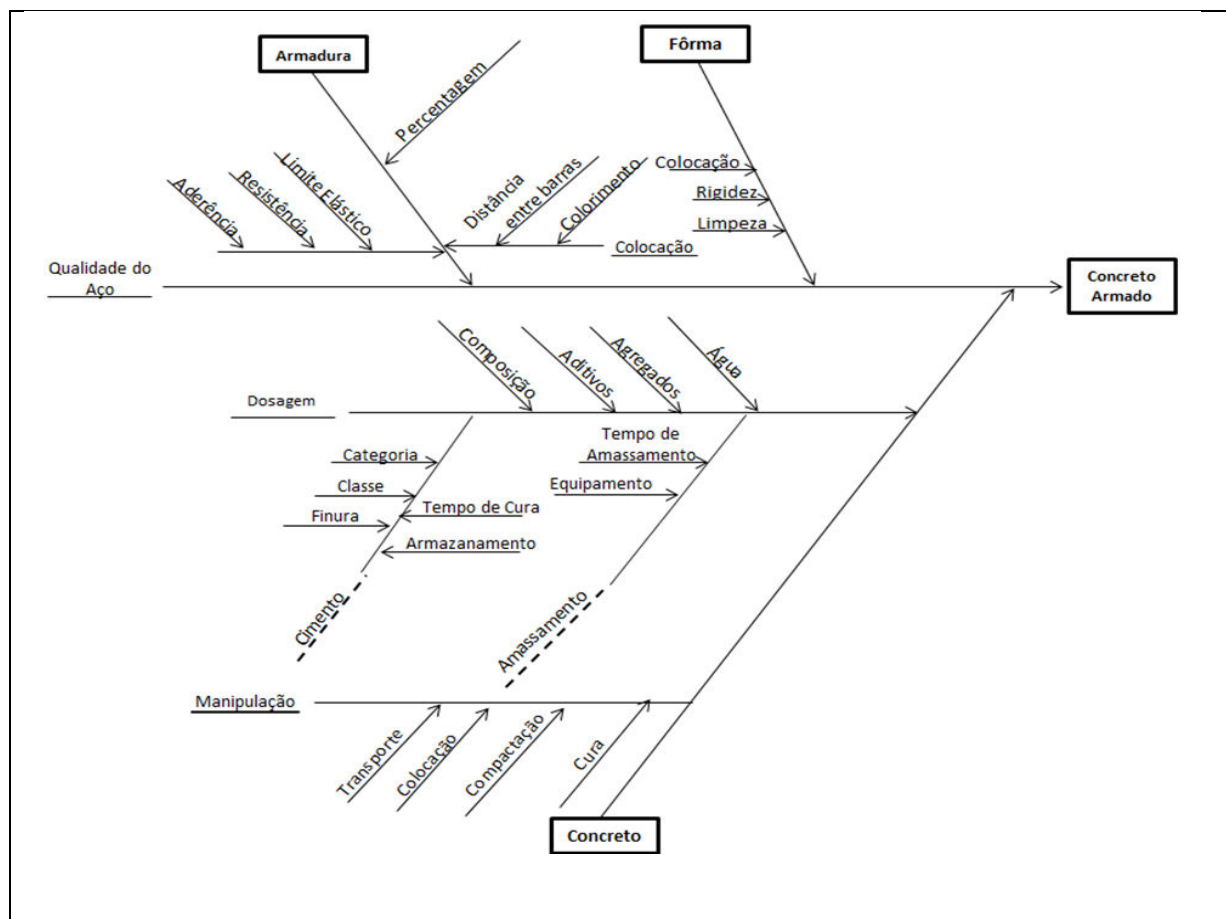 Armadura
Fôrma
Percentagem
Aderência
Resistência
Limite Elástico
Distância
entre barras
Colorimento
Colocação
Colocação
Rigidez
Limpeza
Qualidade do
Aço
Concreto
Armado
Composição
Aditivos
Agregados
Água
Dosagem
Categoria
Classe
Finura
Tempo de Cura
Armazanamento
Tempo de
Amassamento
Equipamento
Cimento
Amassamento
Manipulação
Transporte
Colocação
Compactação
Cura
Concreto